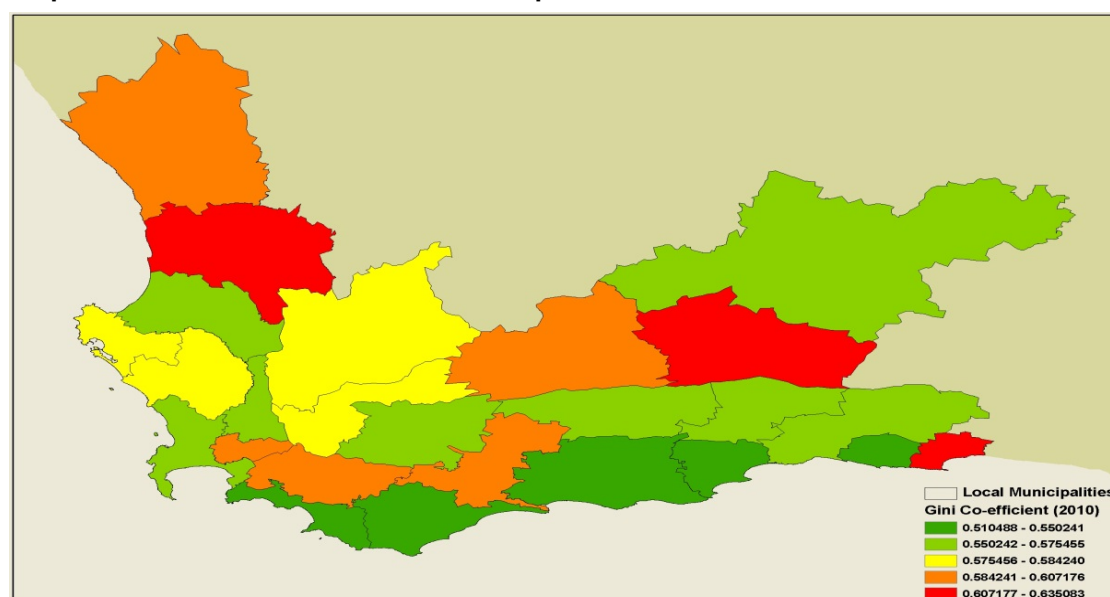 Local Municipalities
Gini Co-efficient (2010)
0.510488 - 0.550241
0.550242 - 0.575455
0.575456 - 0.584240
0.584241 - 0.607176
0.607177 - 0.635083